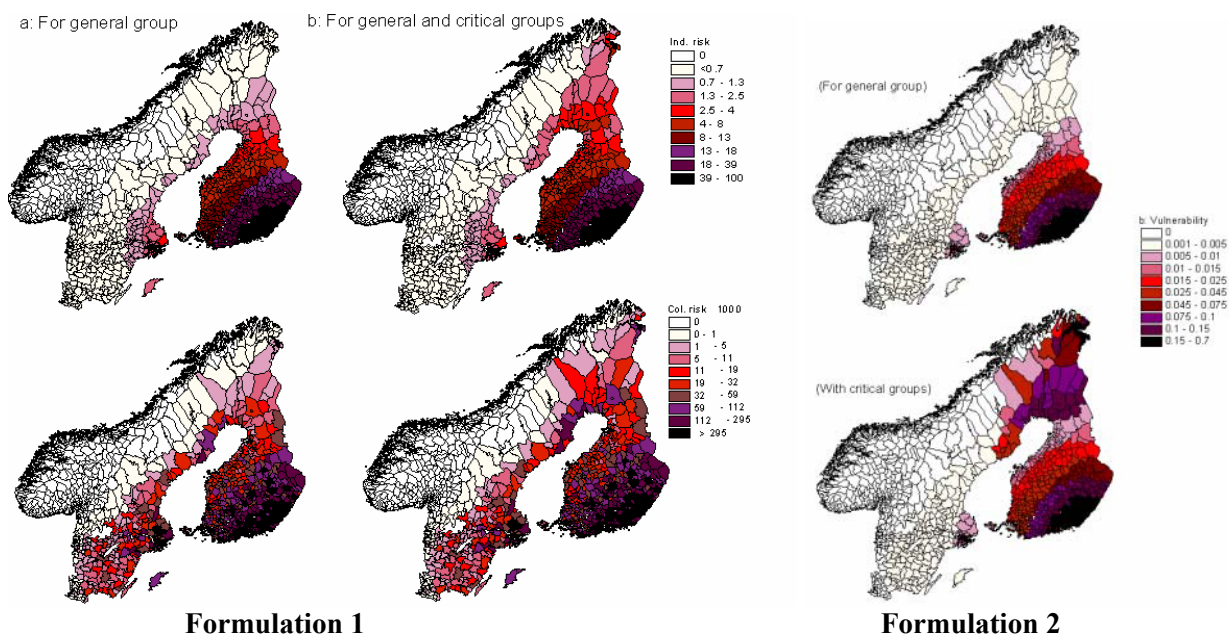 a: For general group
b: For general and critical groups
Ind. risk
0
<0.7
0.7 - 1.3
1.3 - 2.5
2.5 - 4
4 - 8
8 - 13
13 - 18
18 - 39
39 - 100
Col. risk 1000
0
0 - 1
1 - 5
5 - 11
11 - 19
19 - 32
32 - 59
59 - 112
112 - 295
> 295
Formulation 1
(For general group)
b: Vulnerability
0
0.001 - 0.005
0.005 - 0.01
0.01 - 0.015
0.015 - 0.025
0.025 - 0.045
0.045 - 0.075
0.075 - 0.1
0.1 - 0.15
0.15 - 0.7
(With critical groups)
Formulation 2